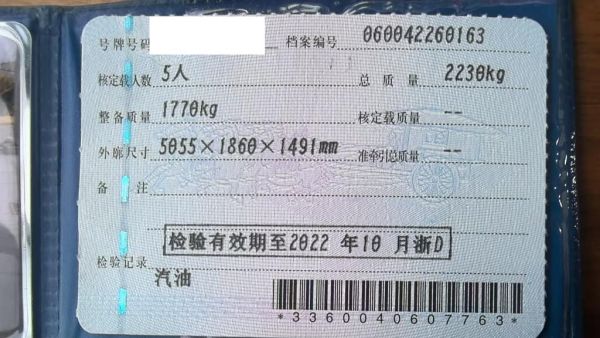 号牌号码 档案编号 060042260163
核定载人数 5人 总质量 2230kg
整备质量 1770kg 核定载质量 --
外廓尺寸 5055×1860×1491mm 准牵引总质量 --
备注
检验有效期至2022年10月浙D
检验记录
汽油
*3360040607763*